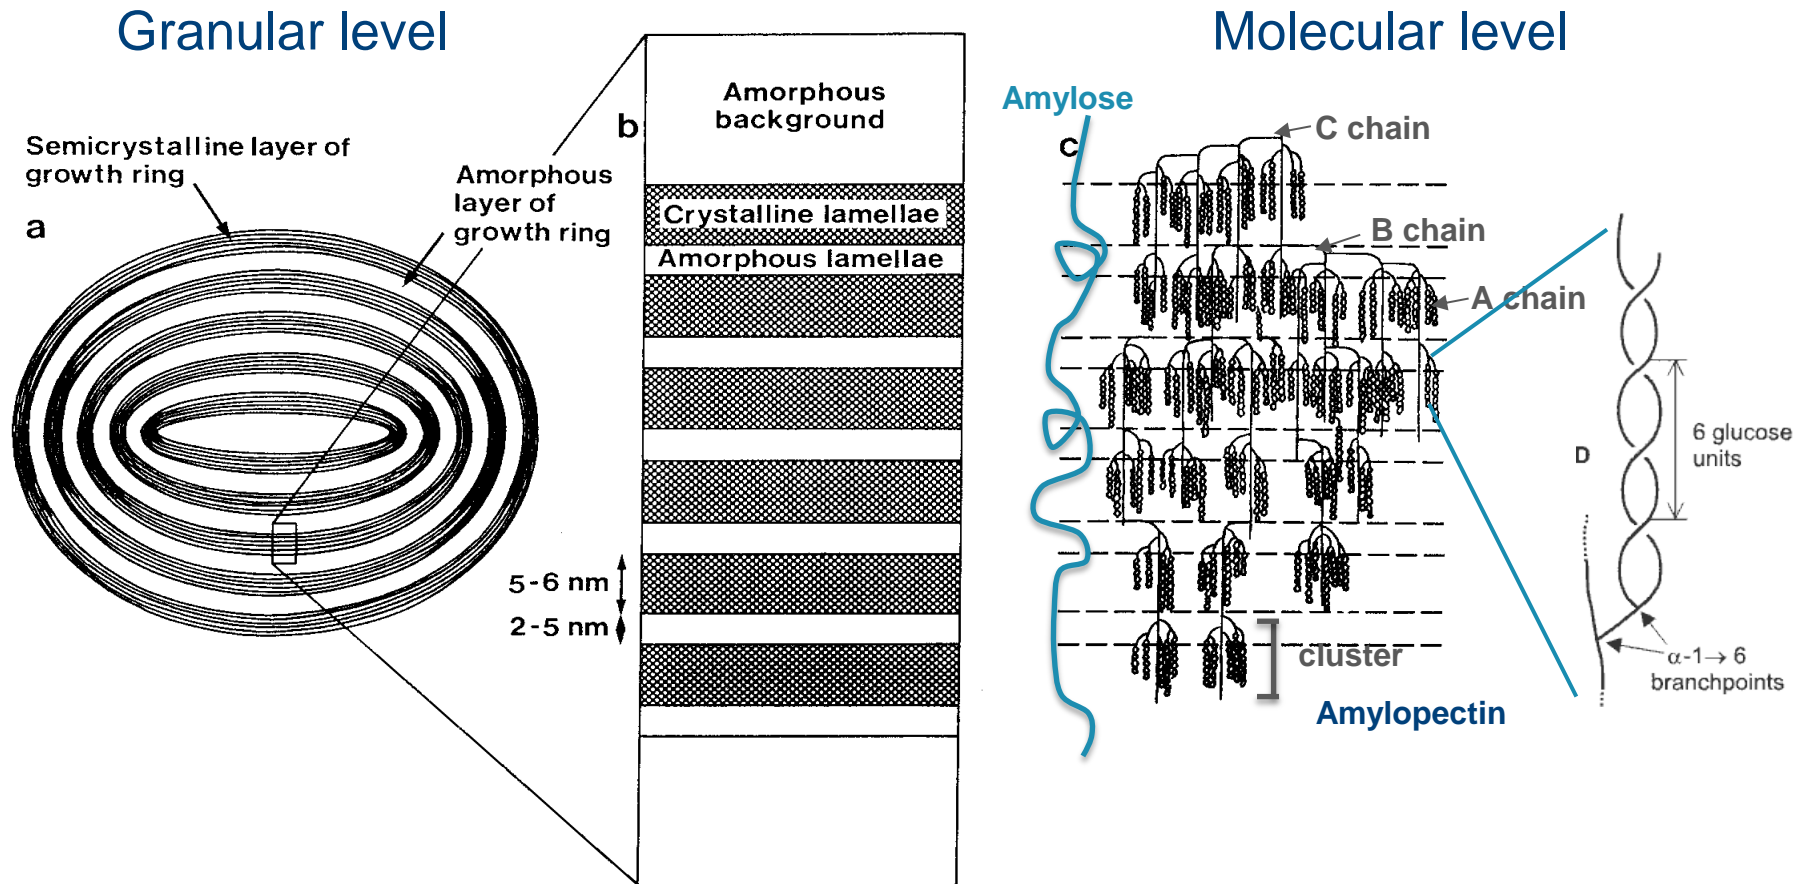 Granular level
Molecular level
Semicrystalline layer of
growth ring
Amorphous
layer of
growth ring
a
b
Amorphous
background
Crystalline lamellae
Amorphous lamellae
5-6 nm
2-5 nm
Amylose
C
C chain
B chain
A chain
cluster
Amylopectin
D
6 glucose
units
α-1→6
branchpoints